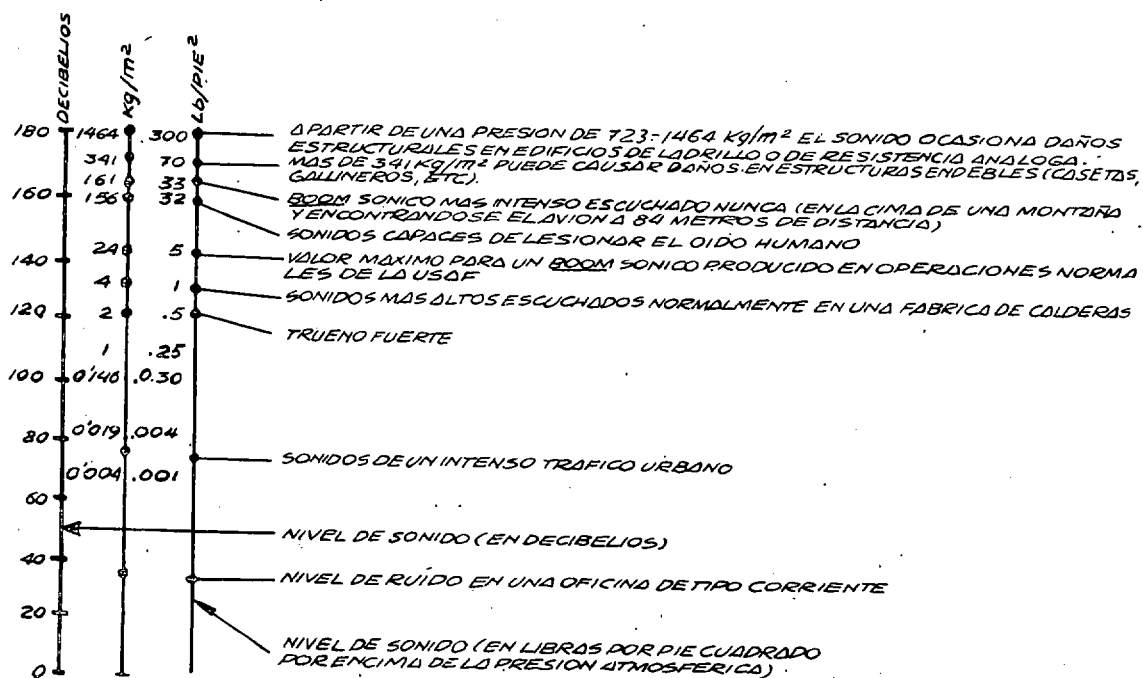 DECIBELIOS
Kg/m²
Lb/PIE²
180 1464 .300 A PARTIR DE UNA PRESION DE 723-1464 Kg/m² EL SONIDO OCASIONA DAÑOS
ESTRUCTURALES EN EDIFICIOS DE LADRILLO O DE RESISTENCIA ANALOGA.
341 70 MAS DE 341 Kg/m² PUEDE CAUSAR DAÑOS.EN ESTRUCTURAS ENDEBLES (CASETAS,
GALLINEROS, ETC).
161 33
160 156 32 BOOM SONICO MAS INTENSO ESCUCHADO NUNCA (EN LA CIMA DE UNA MONTAÑA
Y ENCONTRANDOSE EL AVION A 84 METROS DE DISTANCIA)
SONIDOS CAPACES DE LESIONAR EL OIDO HUMANO
24 5
140 VALOR MAXIMO PARA UN BOOM SONICO PRODUCIDO EN OPERACIONES NORMA
LES DE LA USAF
4 1
SONIDOS MAS ALTOS ESCUCHADOS NORMALMENTE EN UNA FABRICA DE CALDERAS
120 2 .5
TRUENO FUERTE
1 .25
100 0'146 .0.30
80 0'019 .004
SONIDOS DE UN INTENSO TRAFICO URBANO
0'004 .001
60
NIVEL DE SONIDO (EN DECIBELIOS)
40
NIVEL DE RUÍDO EN UNA OFICINA DE TIPO CORRIENTE
20
NIVEL DE SONIDO (EN LIBRAS POR PIE CUADRADO
POR ENCIMA DE LA PRESION ATMOSFERICA)
0